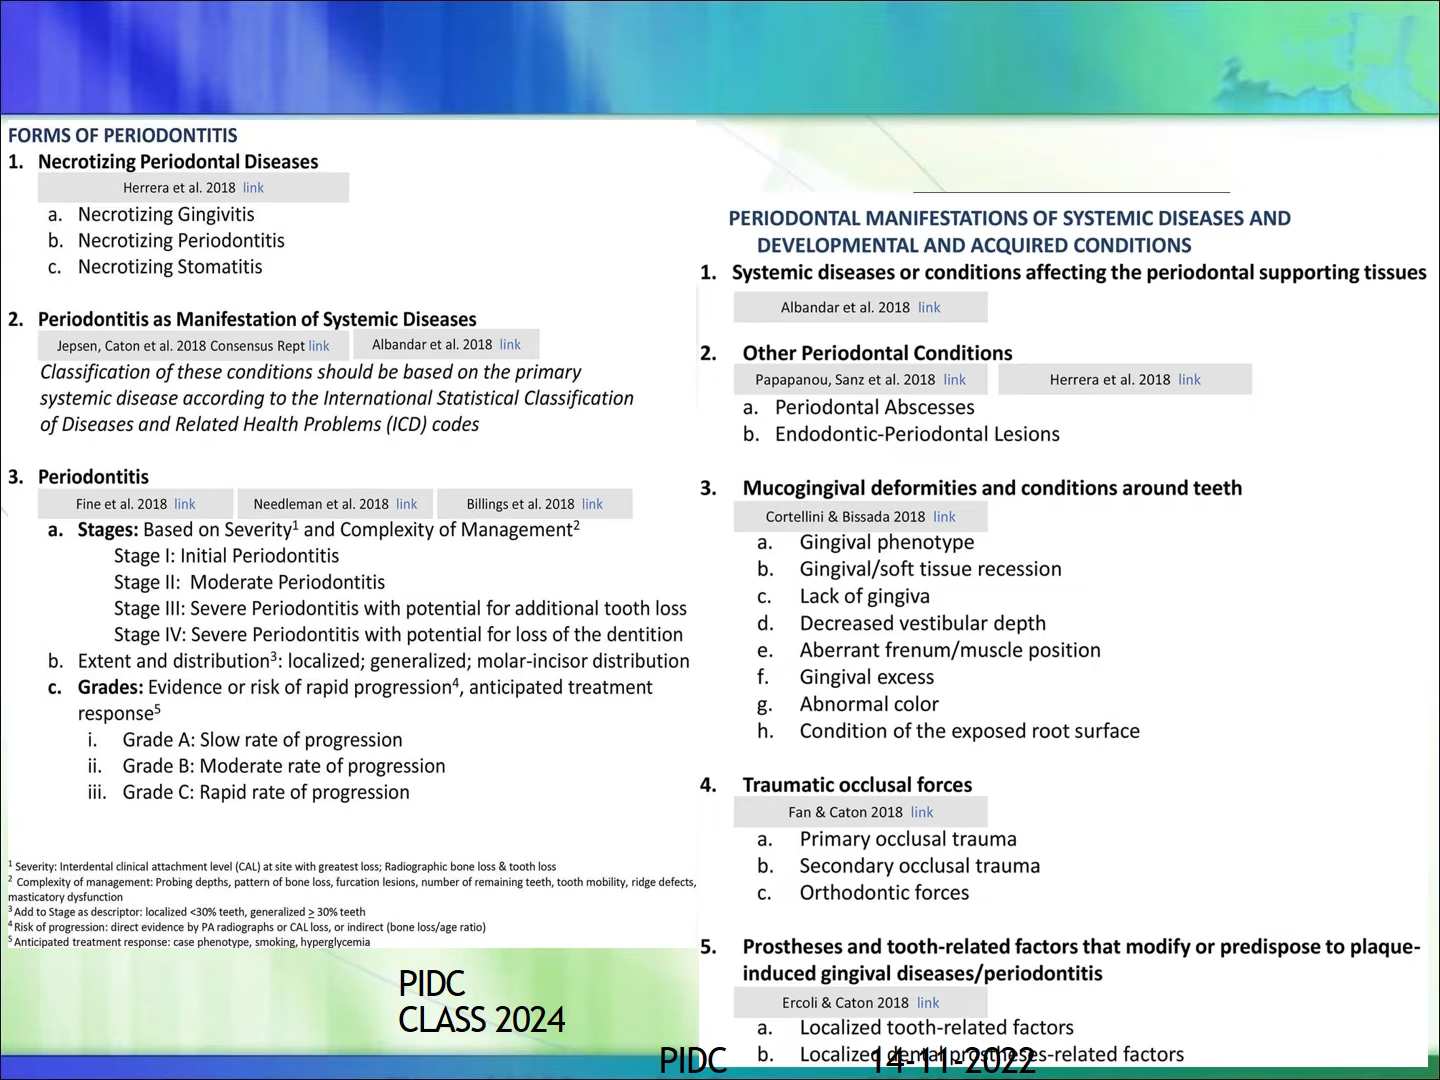 FORMS OF PERIODONTITIS
1. Necrotizing Periodontal Diseases
Herrera et al. 2018 link
a. Necrotizing Gingivitis
b. Necrotizing Periodontitis
c. Necrotizing Stomatitis
2. Periodontitis as Manifestation of Systemic Diseases
Jepsen, Caton et al. 2018 Consensus Rept link
Albandar et al. 2018 link
Classification of these conditions should be based on the primary
systemic disease according to the International Statistical Classification
of Diseases and Related Health Problems (ICD) codes
3. Periodontitis
Fine et al. 2018 link
Needleman et al. 2018 link
Billings et al. 2018 link
a. Stages: Based on Severity¹ and Complexity of Management²
Stage I: Initial Periodontitis
Stage II: Moderate Periodontitis
Stage III: Severe Periodontitis with potential for additional tooth loss
Stage IV: Severe Periodontitis with potential for loss of the dentition
b. Extent and distribution³: localized; generalized; molar-incisor distribution
c. Grades: Evidence or risk of rapid progression⁴, anticipated treatment
response⁵
i. Grade A: Slow rate of progression
ii. Grade B: Moderate rate of progression
iii. Grade C: Rapid rate of progression
¹ Severity: Interdental clinical attachment level (CAL) at site with greatest loss; Radiographic bone loss & tooth loss
² Complexity of management: Probing depths, pattern of bone loss, furcation lesions, number of remaining teeth, tooth mobility, ridge defects,
masticatory dysfunction
³ Add to Stage as descriptor: localized <30% teeth, generalized ≥ 30% teeth
⁴ Risk of progression: direct evidence by PA radiographs or CAL loss, or indirect (bone loss/age ratio)
⁵ Anticipated treatment response: case phenotype, smoking, hyperglycemia
PERIODONTAL MANIFESTATIONS OF SYSTEMIC DISEASES AND
DEVELOPMENTAL AND ACQUIRED CONDITIONS
1. Systemic diseases or conditions affecting the periodontal supporting tissues
Albandar et al. 2018 link
2. Other Periodontal Conditions
Papapanou, Sanz et al. 2018 link
Herrera et al. 2018 link
a. Periodontal Abscesses
b. Endodontic-Periodontal Lesions
3. Mucogingival deformities and conditions around teeth
Cortellini & Bissada 2018 link
a. Gingival phenotype
b. Gingival/soft tissue recession
c. Lack of gingiva
d. Decreased vestibular depth
e. Aberrant frenum/muscle position
f. Gingival excess
g. Abnormal color
h. Condition of the exposed root surface
4. Traumatic occlusal forces
Fan & Caton 2018 link
a. Primary occlusal trauma
b. Secondary occlusal trauma
c. Orthodontic forces
5. Prostheses and tooth-related factors that modify or predispose to plaque-
induced gingival diseases/periodontitis
Ercoli & Caton 2018 link
a. Localized tooth-related factors
b. Localized dental prostheses-related factors
PIDC
CLASS 2024
PIDC
14-11-2022